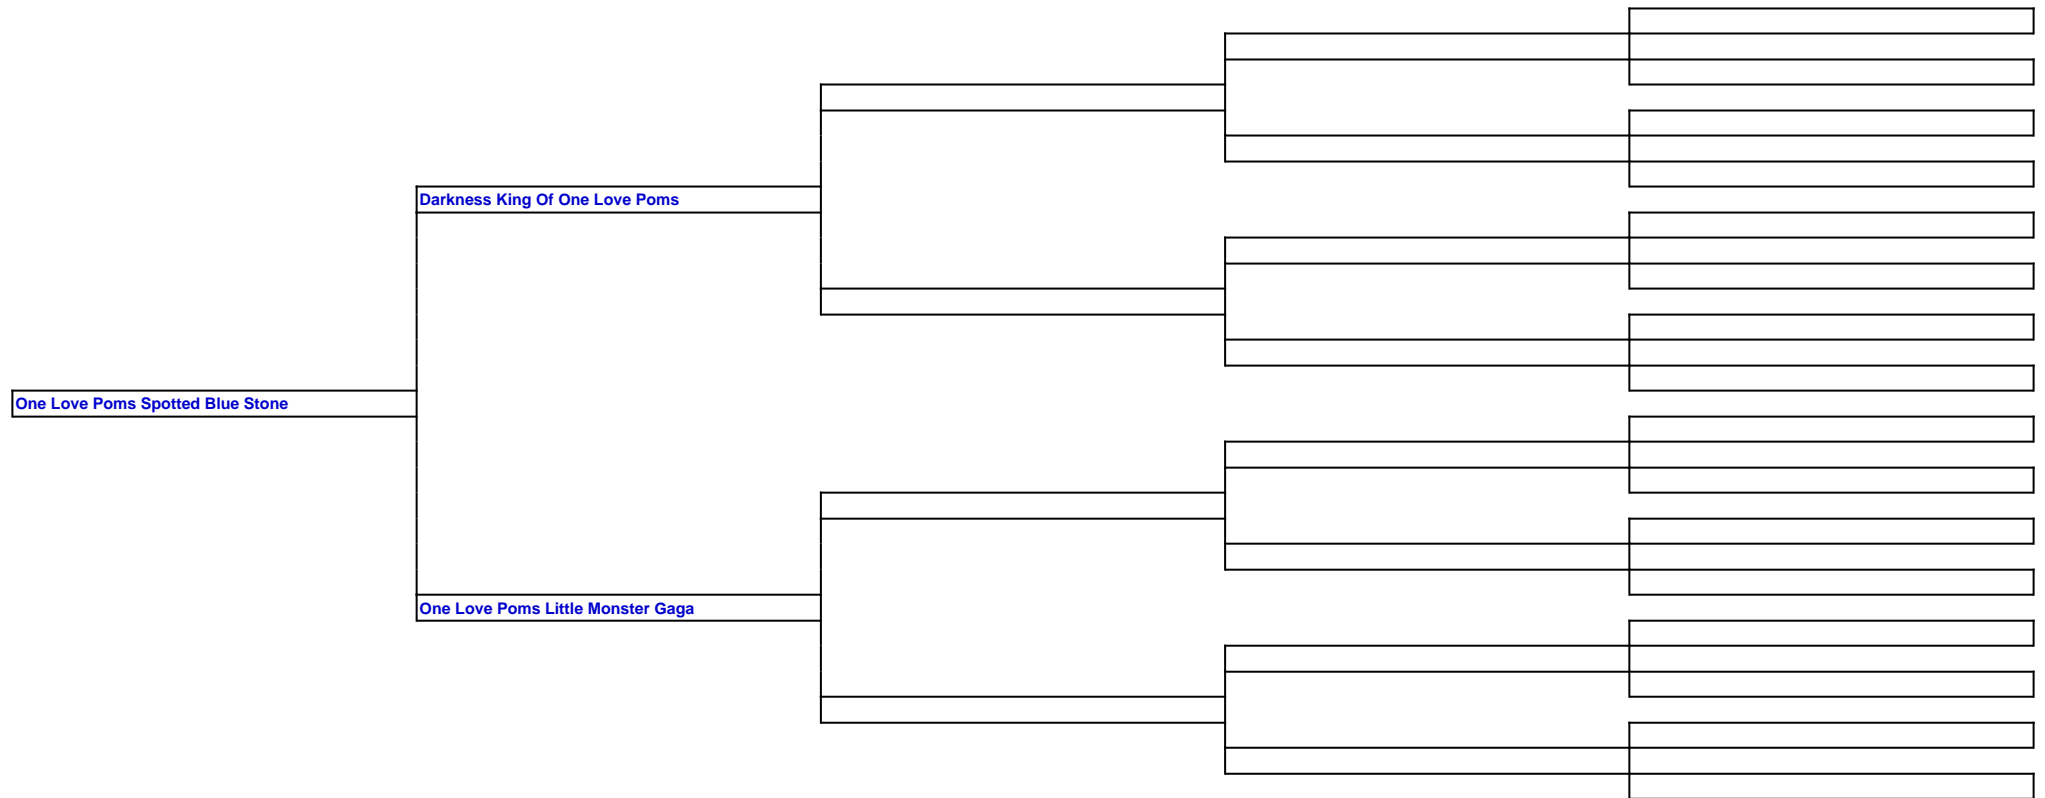 Darkness King Of One Love Poms
One Love Poms Spotted Blue Stone
One Love Poms Little Monster Gaga